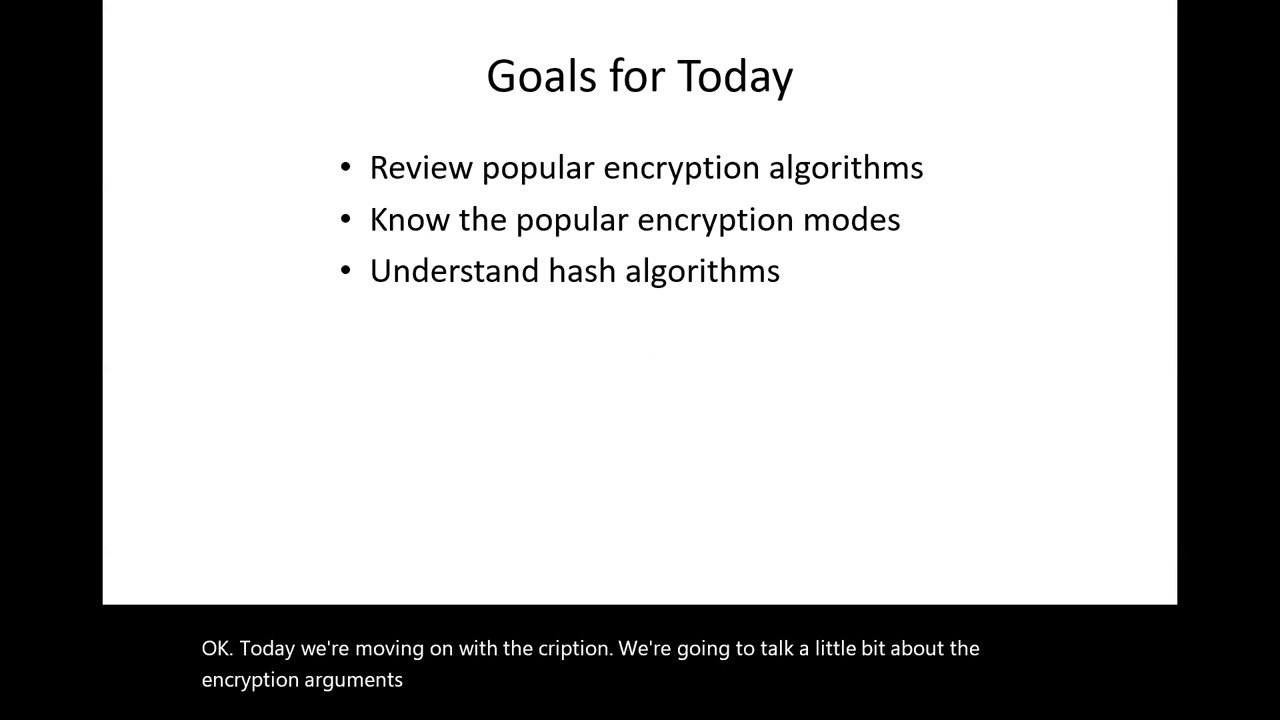 Goals for Today
• Review popular encryption algorithms
• Know the popular encryption modes
• Understand hash algorithms
OK. Today we're moving on with the cription. We're going to talk a little bit about the
encryption arguments